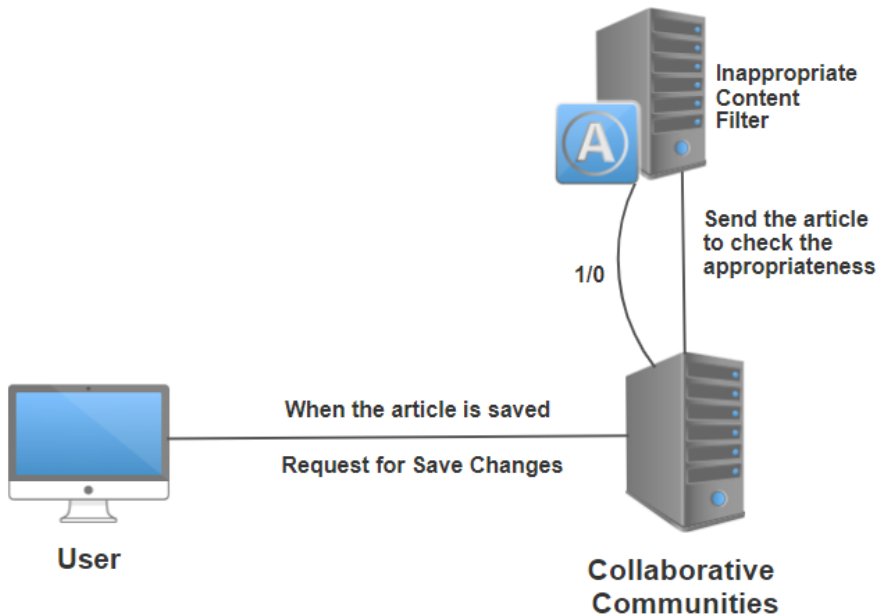 Inappropriate
Content
Filter
A
Send the article
to check the
appropriateness
1/0
When the article is saved
Request for Save Changes
User
Collaborative
Communities